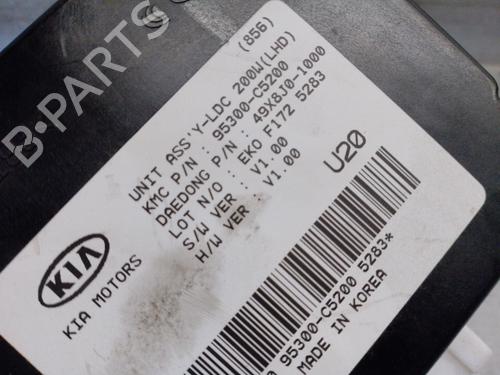 (856)
UNIT ASS'Y-LDC 200W(LHD)
KMC P/N : 95300-C5200
DAEDONG P/N : 49X8J0-1000
LOT N/O : EKO F172 5283
S/W VER : V1.00
H/W VER : V1.00
U20
KIA
KIA MOTORS
95300-C5200 5283*
MADE IN KOREA
B-PARTS